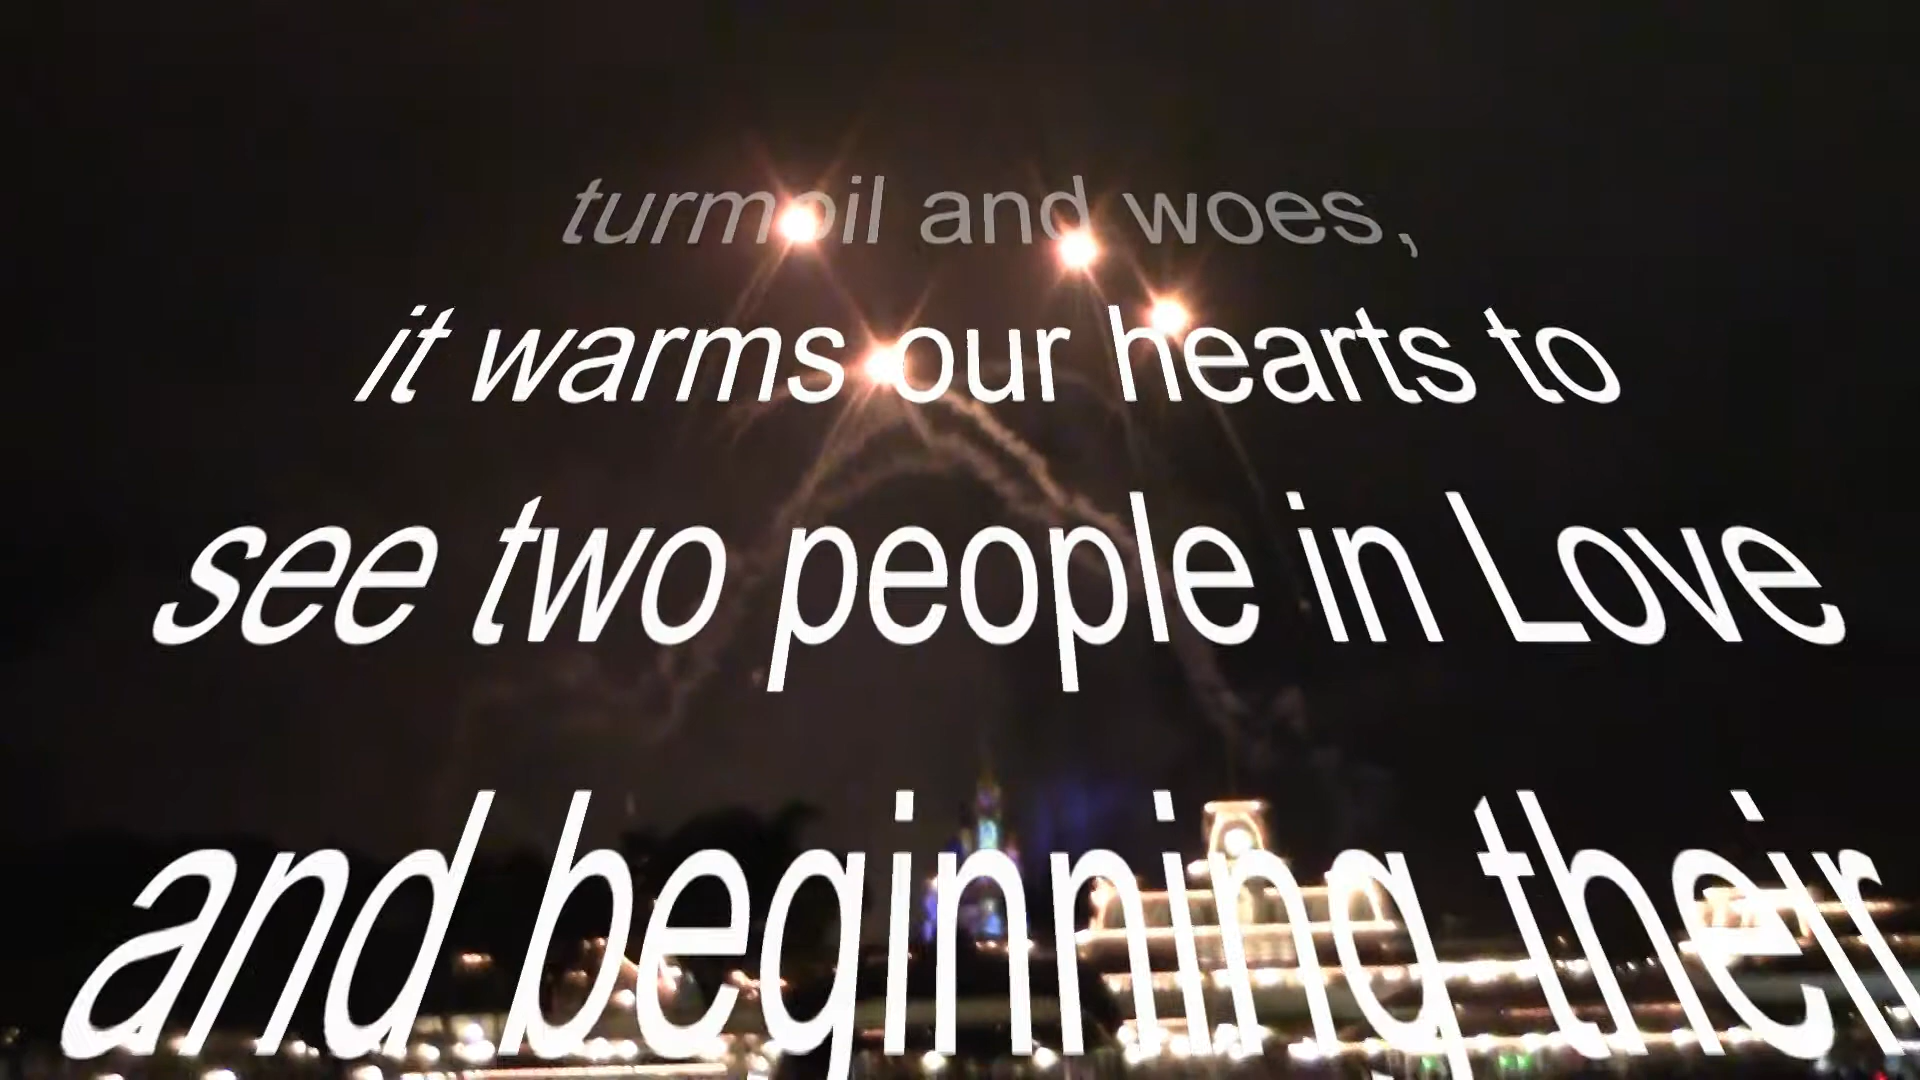 turmoil and woes,
it warms our hearts to
see two people in Love
and beginning their